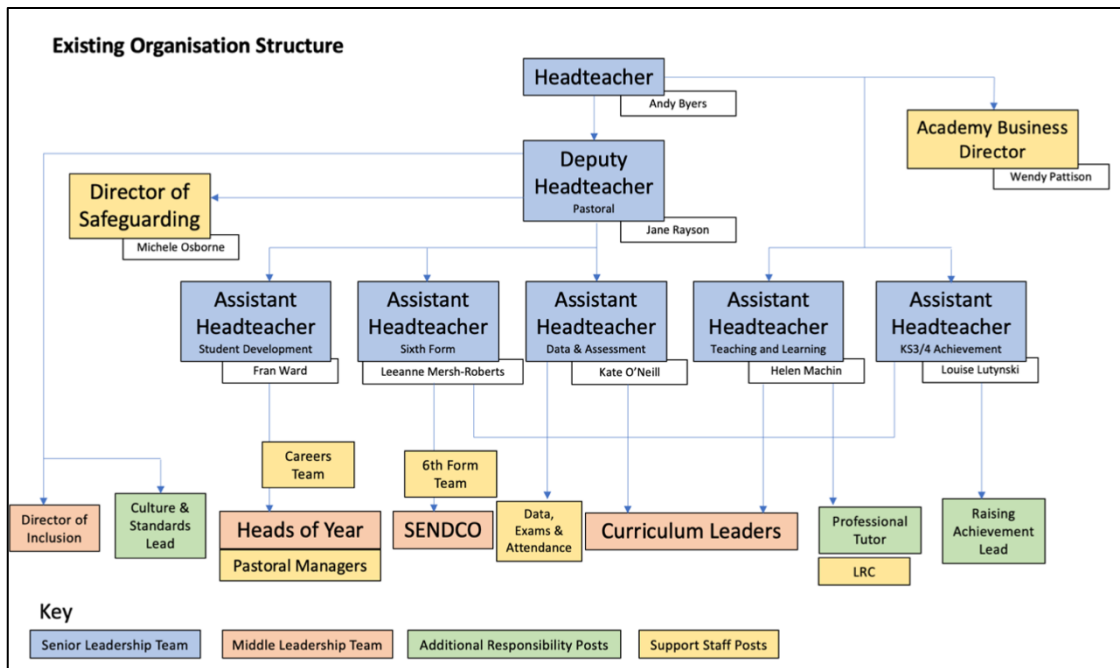 Existing Organisation Structure
Headteacher
Andy Byers
Academy Business
Director
Wendy Pattison
Deputy
Headteacher
Pastoral
Jane Rayson
Director of
Safeguarding
Michele Osborne
Assistant
Headteacher
Student Development
Fran Ward
Assistant
Headteacher
Sixth Form
Leeanne Mersh-Roberts
Assistant
Headteacher
Data & Assessment
Kate O’Neill
Assistant
Headteacher
Teaching and Learning
Helen Machin
Assistant
Headteacher
KS3/4 Achievement
Louise Lutynski
Careers
Team
6th Form
Team
Director of
Inclusion
Culture &
Standards
Lead
Heads of Year
Pastoral Managers
SENDCO
Data,
Exams &
Attendance
Curriculum Leaders
Professional
Tutor
LRC
Raising
Achievement
Lead
Key
Senior Leadership Team
Middle Leadership Team
Additional Responsibility Posts
Support Staff Posts